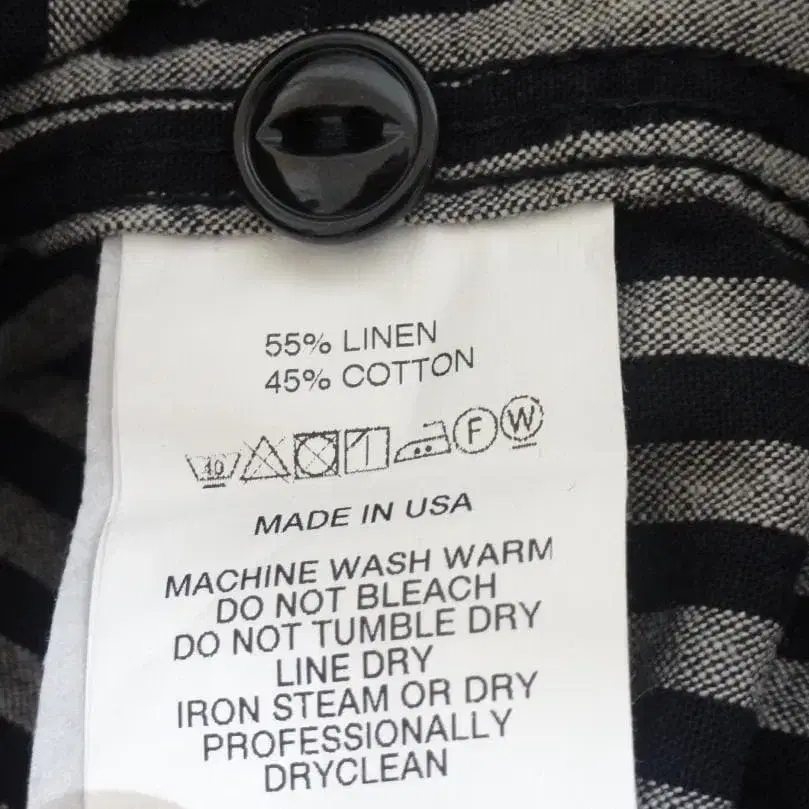 55% LINEN
45% COTTON
40 F W
MADE IN USA
MACHINE WASH WARM
DO NOT BLEACH
DO NOT TUMBLE DRY
LINE DRY
IRON STEAM OR DRY
PROFESSIONALLY
DRYCLEAN